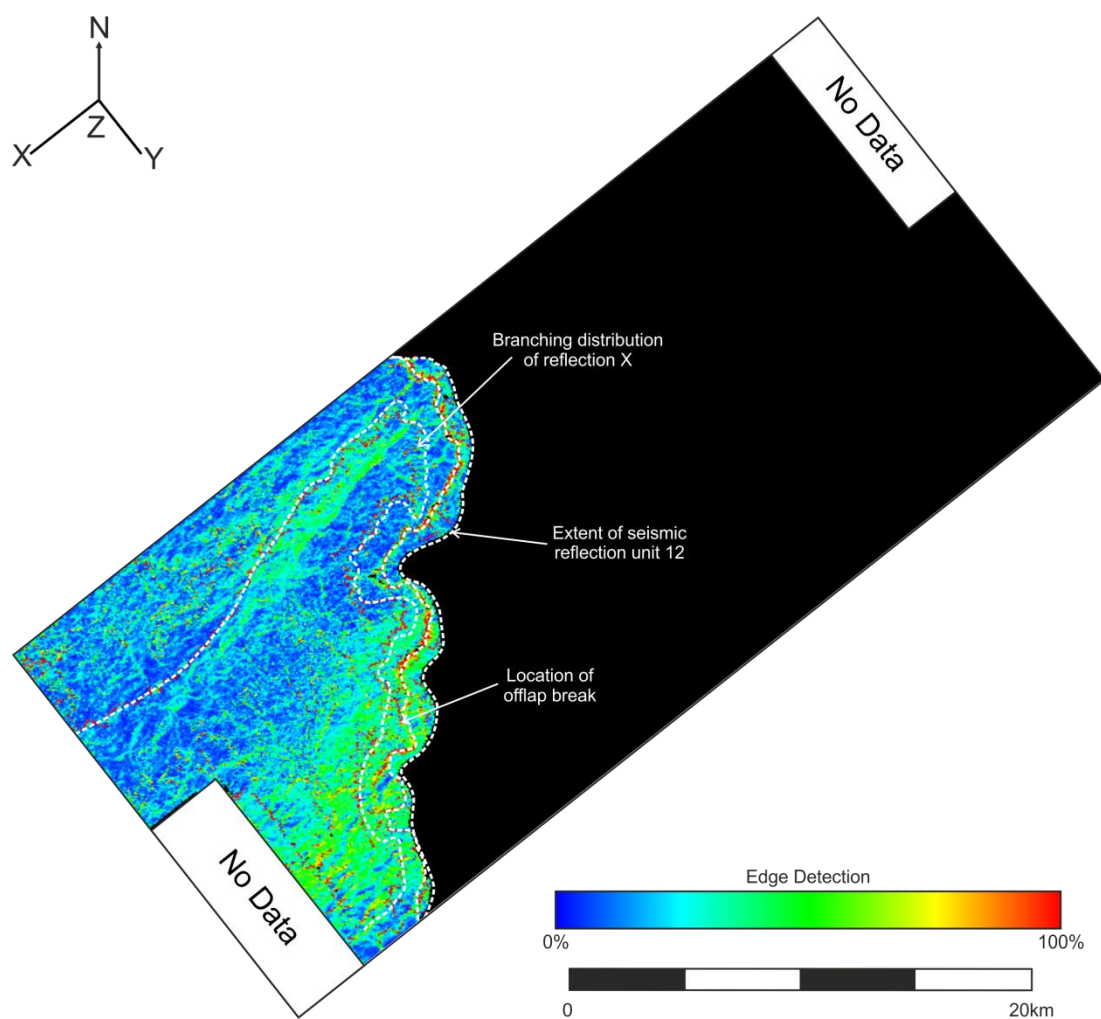 N
X
Z
Y
No Data
Branching distribution
of reflection X
Extent of seismic
reflection unit 12
Location of
offlap break
No Data
Edge Detection
0%
100%
0
20km